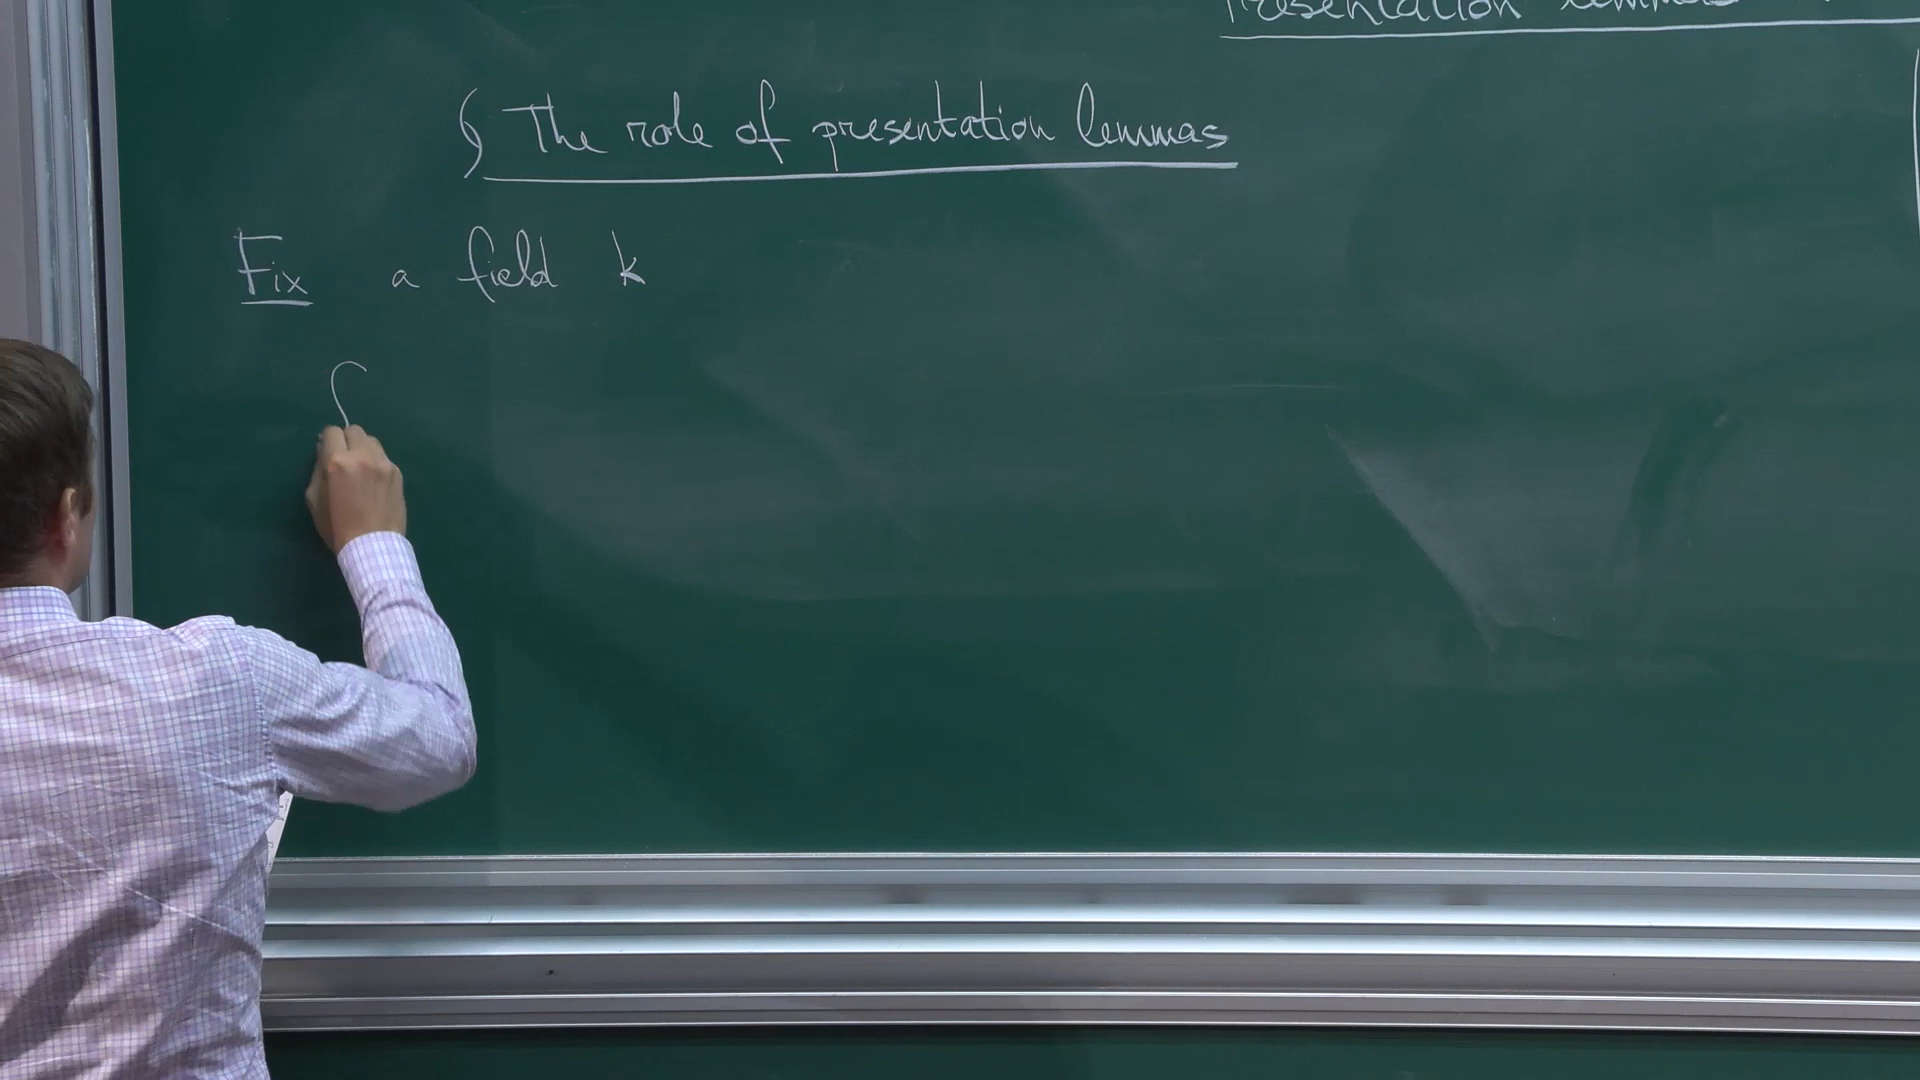 Presentation lemmas
§ The role of presentation lemmas
Fix a field k